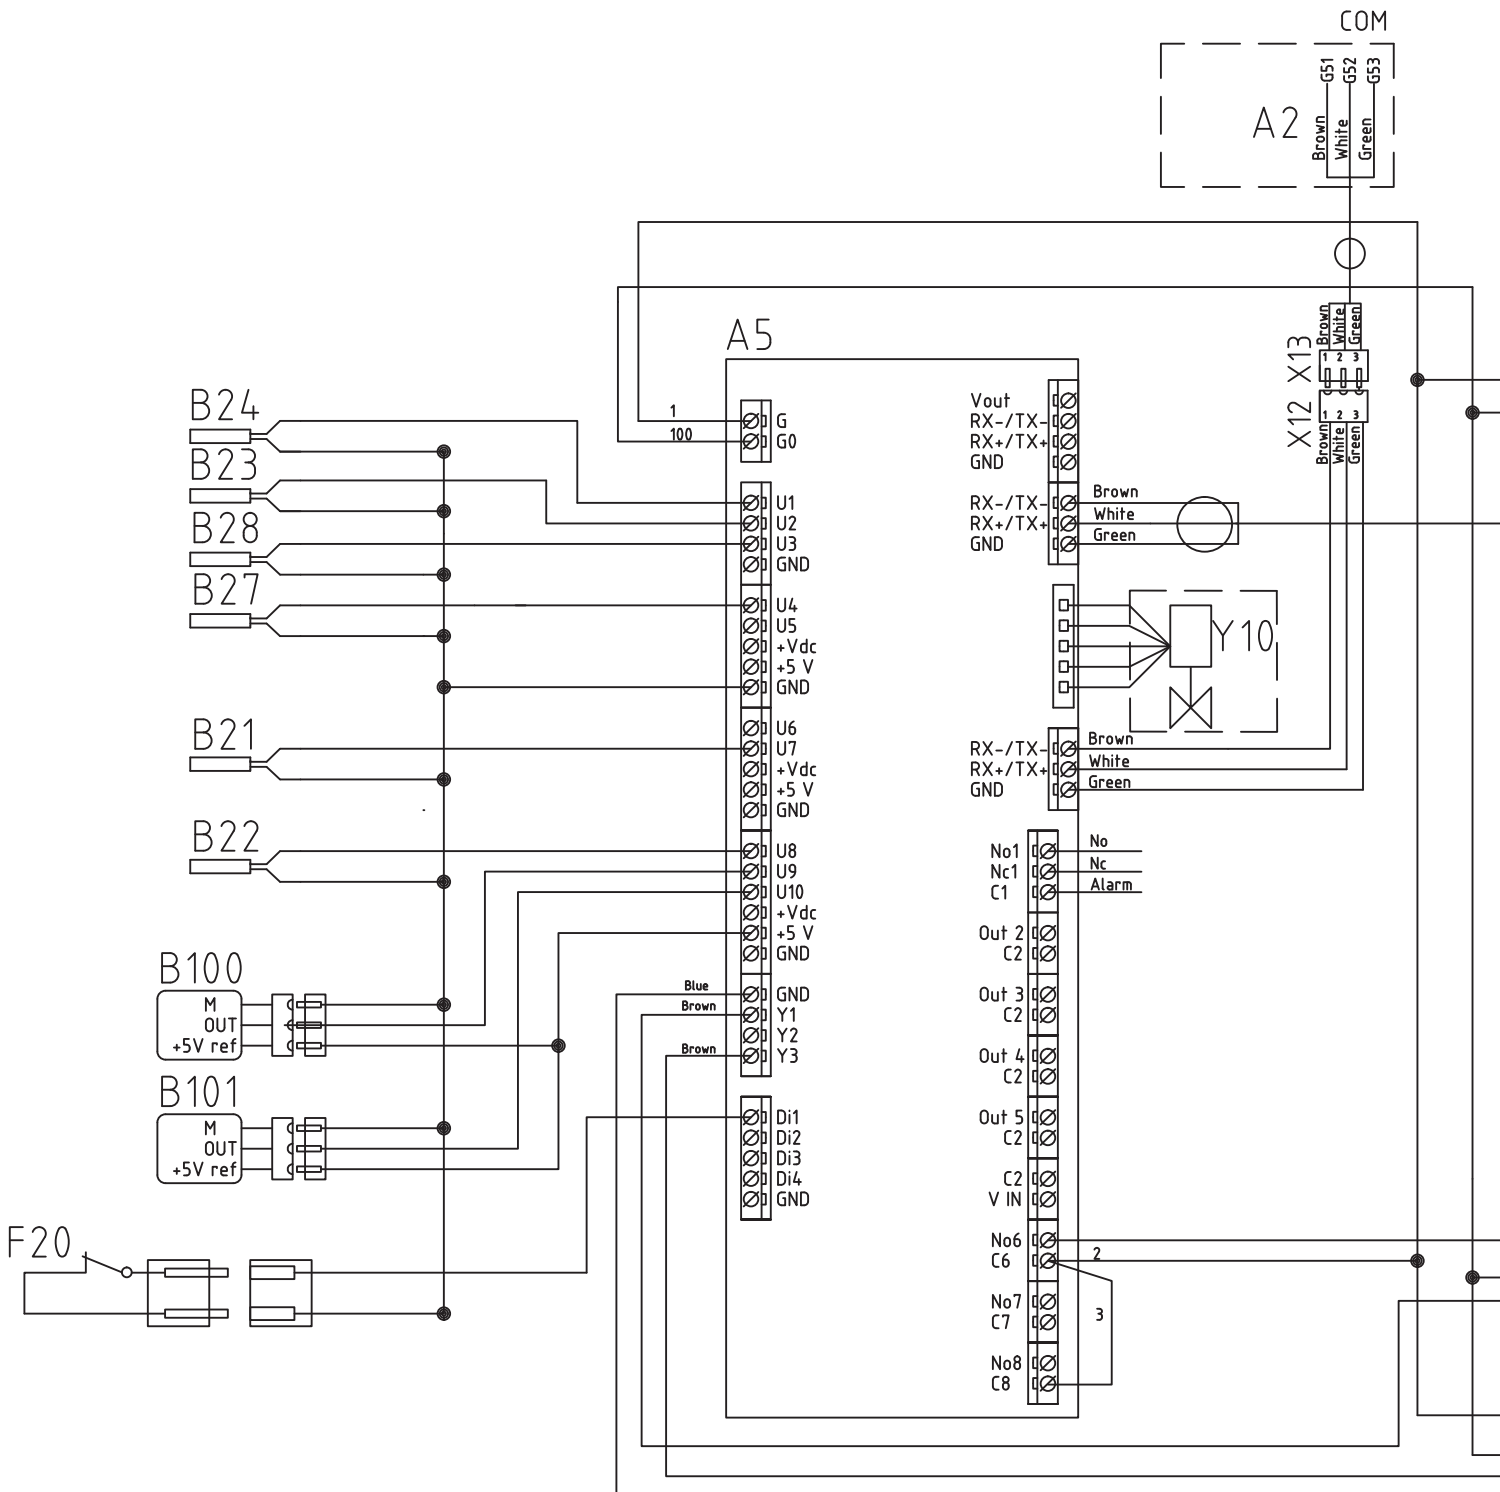 COM
G51
G52
G53
A2
Brown
White
Green
Brown
White
Green
X13
1 2 3
X12
1 2 3
Brown
White
Green
A5
B24
B23
B28
B27
B21
B22
B100
M
OUT
+5V ref
B101
M
OUT
+5V ref
F20
1
100
G
G0
U1
U2
U3
GND
U4
U5
+Vdc
+5 V
GND
U6
U7
+Vdc
+5 V
GND
U8
U9
U10
+Vdc
+5 V
GND
Blue
Brown
Brown
GND
Y1
Y2
Y3
Di1
Di2
Di3
Di4
GND
Vout
RX-/TX-
RX+/TX+
GND
RX-/TX-
RX+/TX+
GND
Brown
White
Green
Y10
RX-/TX-
RX+/TX+
GND
Brown
White
Green
No1
Nc1
C1
No
Nc
Alarm
Out 2
C2
Out 3
C2
Out 4
C2
Out 5
C2
C2
V IN
No6
C6
2
No7
C7
3
No8
C8